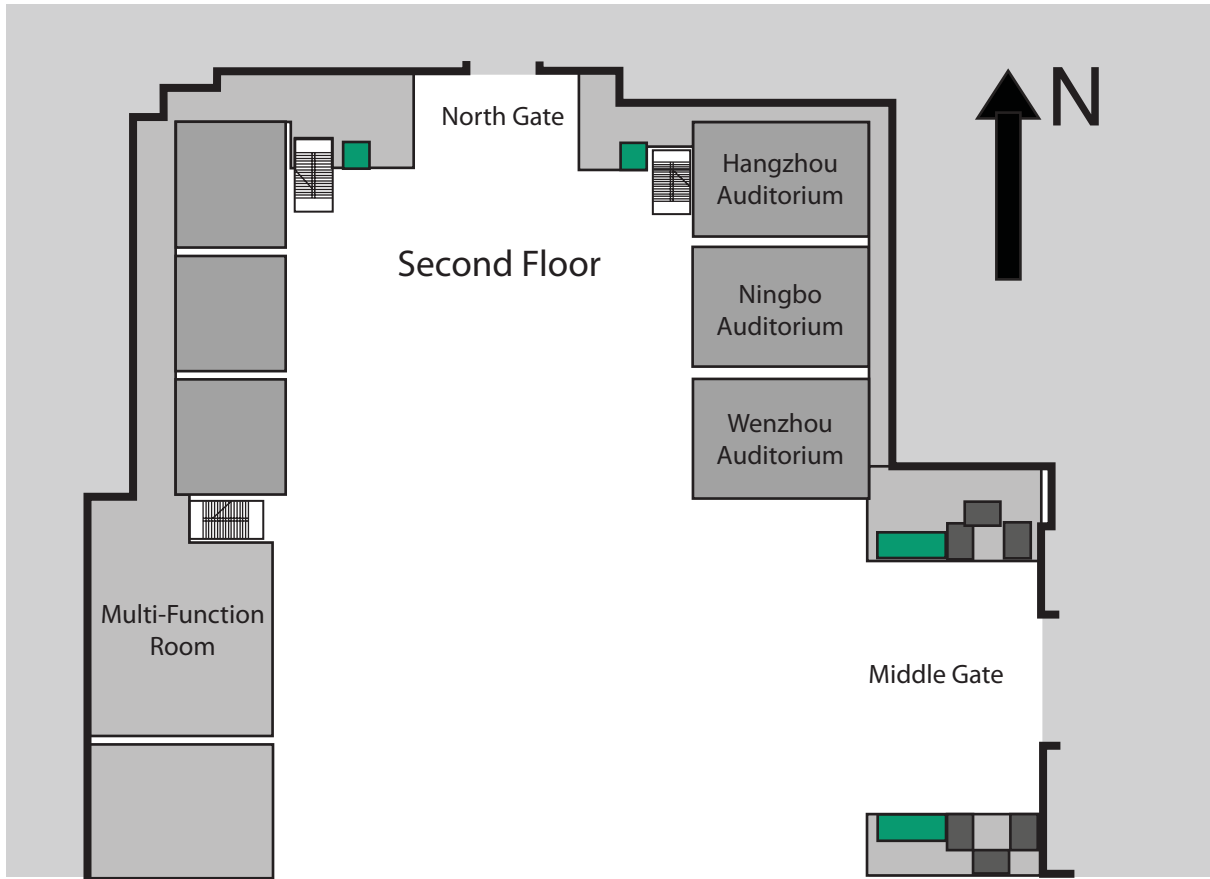 North Gate
N
Hangzhou
Auditorium
Second Floor
Ningbo
Auditorium
Wenzhou
Auditorium
Multi-Function
Room
Middle Gate